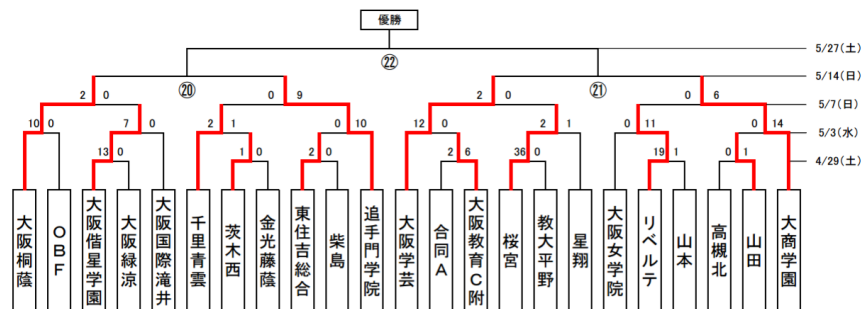 優勝
5/27(土)
㉒
5/14(日)
⑳
㉑
2 0 0 9 2 0 0 6
5/7(日)
10 0 7 0 2 1 0 10 12 0 2 1 0 11 0 14
5/3(水)
13 0 1 0 2 0 2 6 36 0 19 1 0 1
4/29(土)
大阪桐蔭
OBF
大阪偕星学園
大阪緑涼
大阪国際滝井
千里青雲
茨木西
金光藤蔭
東住吉総合
柴島
追手門学院
大阪学芸
合同A
大阪教育C附
桜宮
教大平野
星翔
大阪女学院
リベルテ
山本
高槻北
山田
大商学園